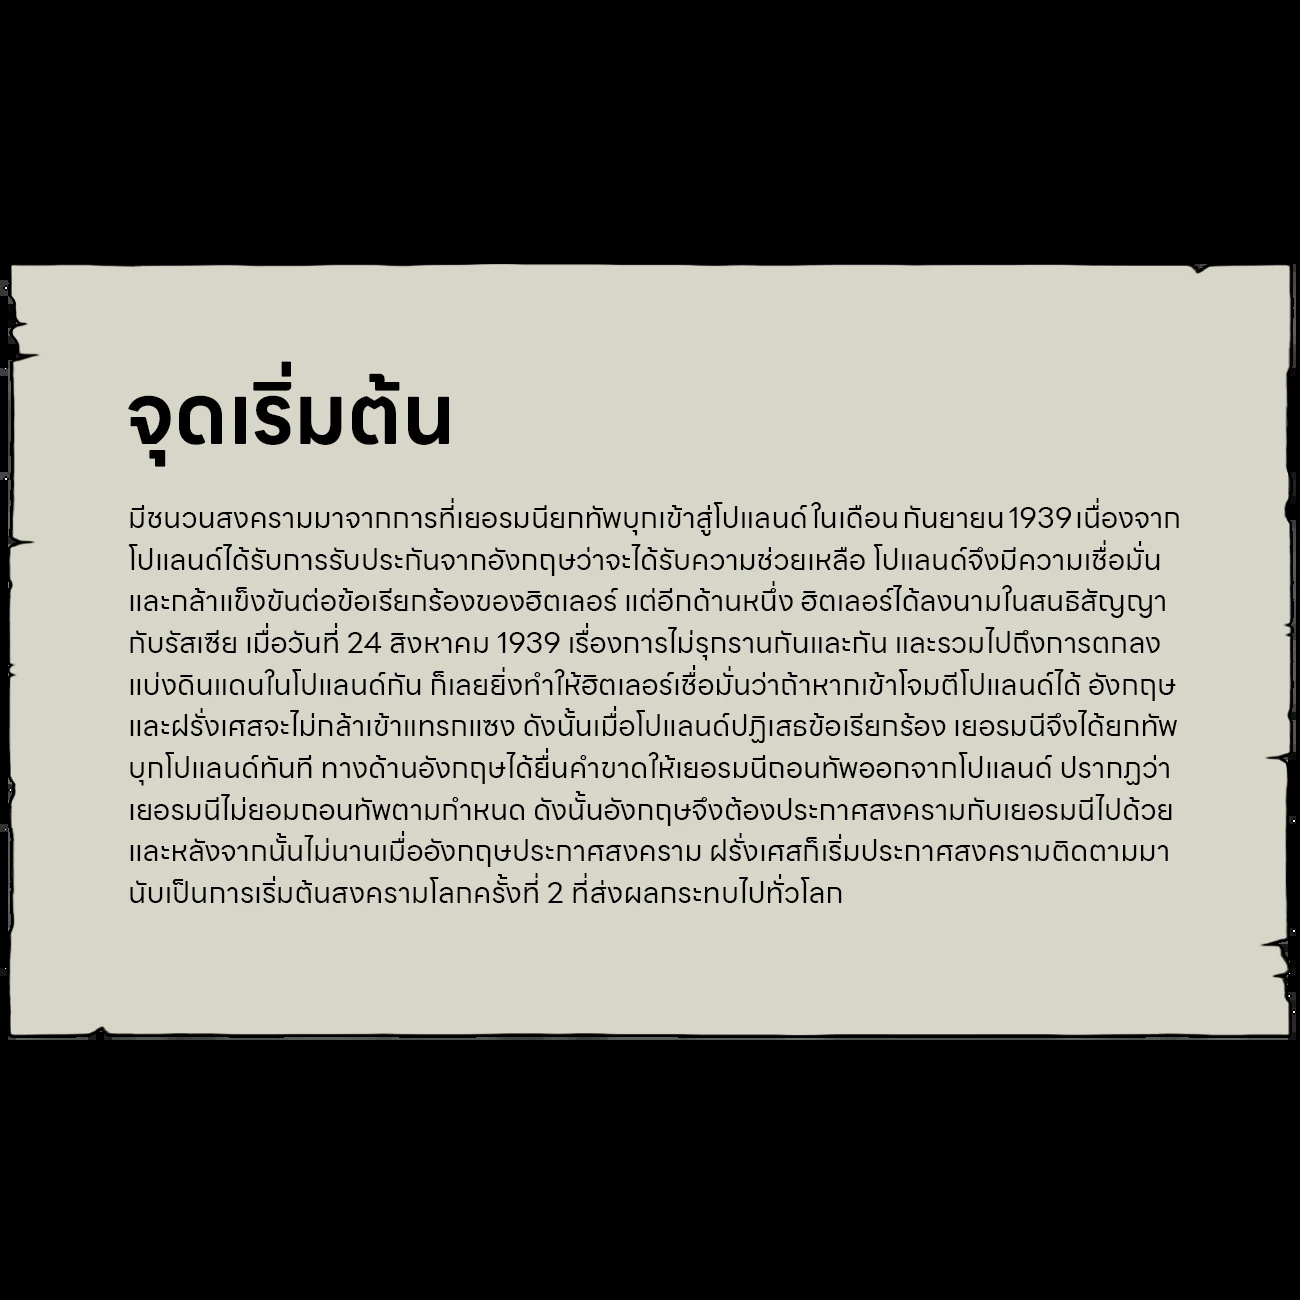 จุดเริ่มต้น
มีชนวนสงครามมาจากการที่เยอรมนียกทัพบุกเข้าสู่โปแลนด์ ในเดือน กันยายน 1939 เนื่องจาก
โปแลนด์ได้รับการรับประกันจากอังกฤษว่าจะได้รับความช่วยเหลือ โปแลนด์จึงมีความเชื่อมั่น
และกล้าแข็งขันต่อข้อเรียกร้องของฮิตเลอร์ แต่อีกด้านหนึ่ง ฮิตเลอร์ได้ลงนามในสนธิสัญญา
กับรัสเซีย เมื่อวันที่ 24 สิงหาคม 1939 เรื่องการไม่รุกรานกันและกัน และรวมไปถึงการตกลง
แบ่งดินแดนในโปแลนด์กัน ก็เลยยิ่งทำให้ฮิตเลอร์เชื่อมั่นว่าถ้าหากเข้าโจมตีโปแลนด์ได้ อังกฤษ
และฝรั่งเศสจะไม่กล้าเข้าแทรกแซง ดังนั้นเมื่อโปแลนด์ปฏิเสธข้อเรียกร้อง เยอรมนีจึงได้ยกทัพ
บุกโปแลนด์ทันที ทางด้านอังกฤษได้ยื่นคำขาดให้เยอรมนีถอนทัพออกจากโปแลนด์ ปรากฏว่า
เยอรมนีไม่ยอมถอนทัพตามกำหนด ดังนั้นอังกฤษจึงต้องประกาศสงครามกับเยอรมนีไปด้วย
และหลังจากนั้นไม่นานเมื่ออังกฤษประกาศสงคราม ฝรั่งเศสก็เริ่มประกาศสงครามติดตามมา
นับเป็นการเริ่มต้นสงครามโลกครั้งที่ 2 ที่ส่งผลกระทบไปทั่วโลก